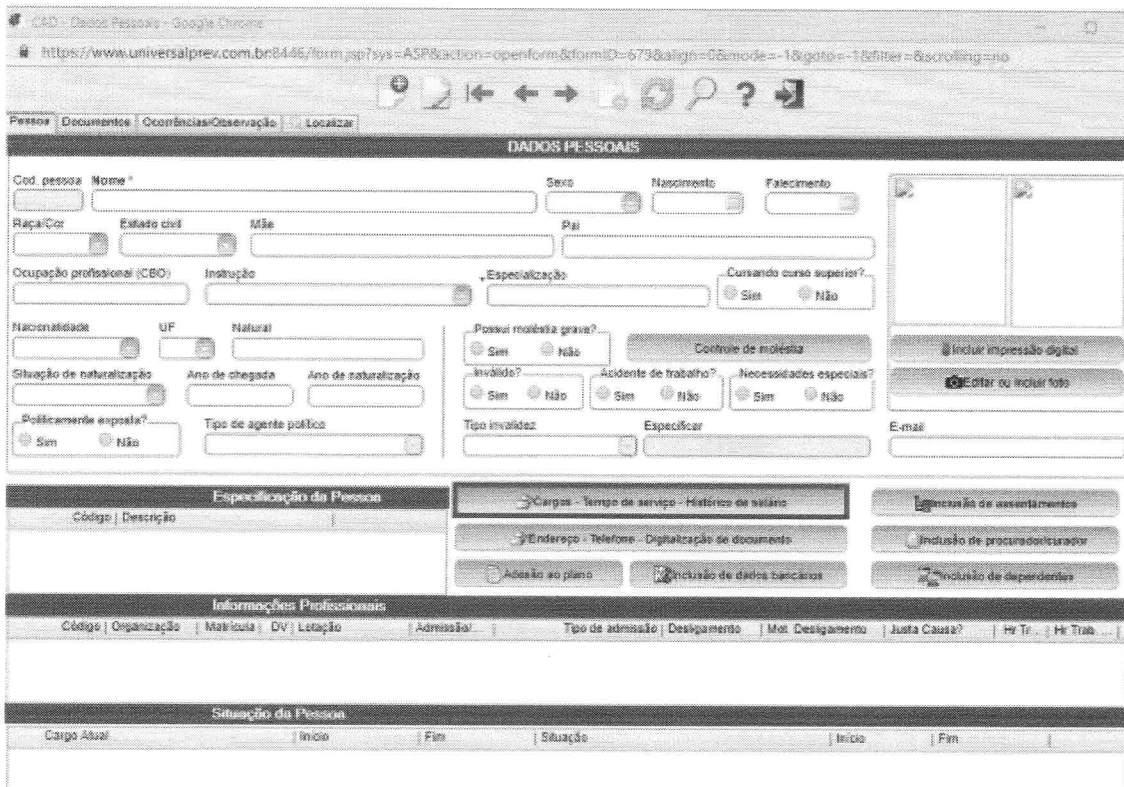 CAD - Dados Pessoais - Google Chrome
https://www.universalprev.com.br:8446/form.jsp?sys=ASP&action=openform&formID=673&align=0&mode=-1&goto=-1&filter=&scrolling=no
Pessoa Documentos Ocorrências/Observação Localizar
DADOS PESSOAIS
Cod. pessoa Nome * Sexo Nascimento Falecimento
Raça/Cor Estado civil Mãe Pai
Ocupação profissional (CBO) Instrução Especialização Cursando curso superior?
Sim Não
Nacionalidade UF Natural Possui moléstia grave?
Sim Não Controle de moléstia Incluir impressão digital
Situação de naturalização Ano de chegada Ano de naturalização Inválido? Acidente de trabalho? Necessidades especiais?
Editar ou incluir foto
Sim Não Sim Não Sim Não
Politicamente exposta? Tipo de agente político Tipo invalidez Especificar E-mail
Sim Não
Especificação da Pessoa Cargos - Tempo de serviço - Histórico de salário Inclusão de assentamentos
Código | Descrição |
Endereço - Telefone - Digitalização de documento Inclusão de procurador/curador
Adesão ao plano Inclusão de dados bancários Inclusão de dependentes
Informações Profissionais
Código | Organização | Matrícula | DV | Lotação | Admissão/... | Tipo de admissão | Desligamento | Mot. Desligamento | Justa Causa? | Hr Tr... | Hr Trab ... |
Situação da Pessoa
Cargo Atual | Início | Fim | Situação | Início | Fim |